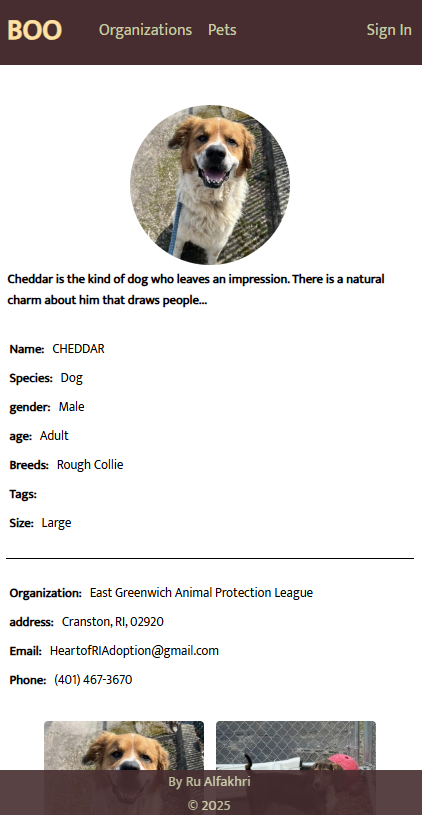 BOO Organizations Pets Sign In
Cheddar is the kind of dog who leaves an impression. There is a natural
charm about him that draws people...
Name: CHEDDAR
Species: Dog
gender: Male
age: Adult
Breeds: Rough Collie
Tags:
Size: Large
Organization: East Greenwich Animal Protection League
address: Cranston, RI, 02920
Email: HeartofRIAdoption@gmail.com
Phone: (401) 467-3670
By Ru Alfakhri
© 2025